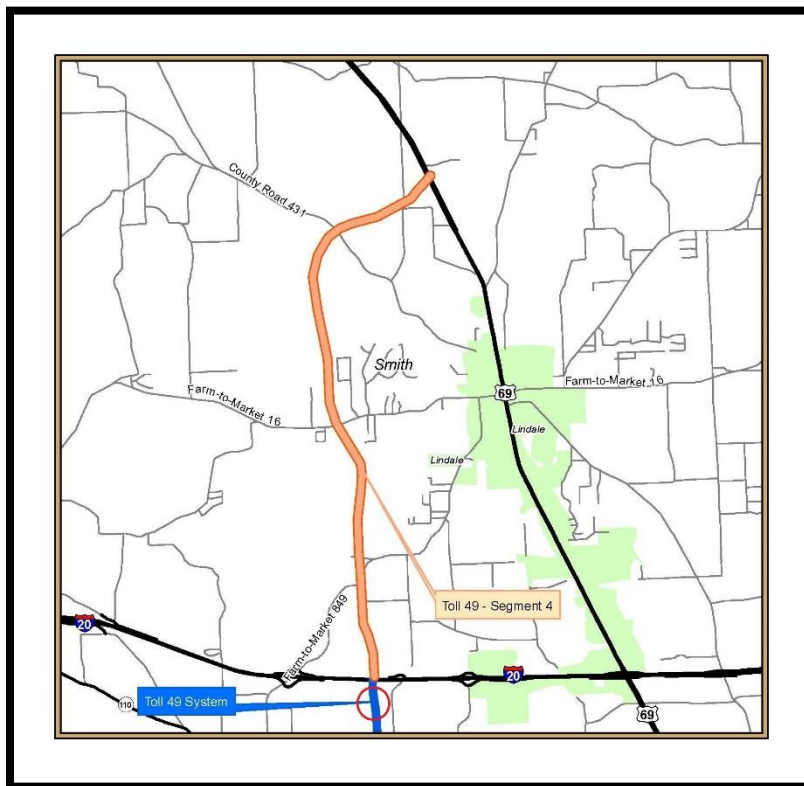 County Road 431
Smith
Farm-to-Market 16
69
Farm-to-Market 16
Lindale
Lindale
Toll 49 - Segment 4
Farm-to-Market 849
20
20
Toll 49 System
110
69